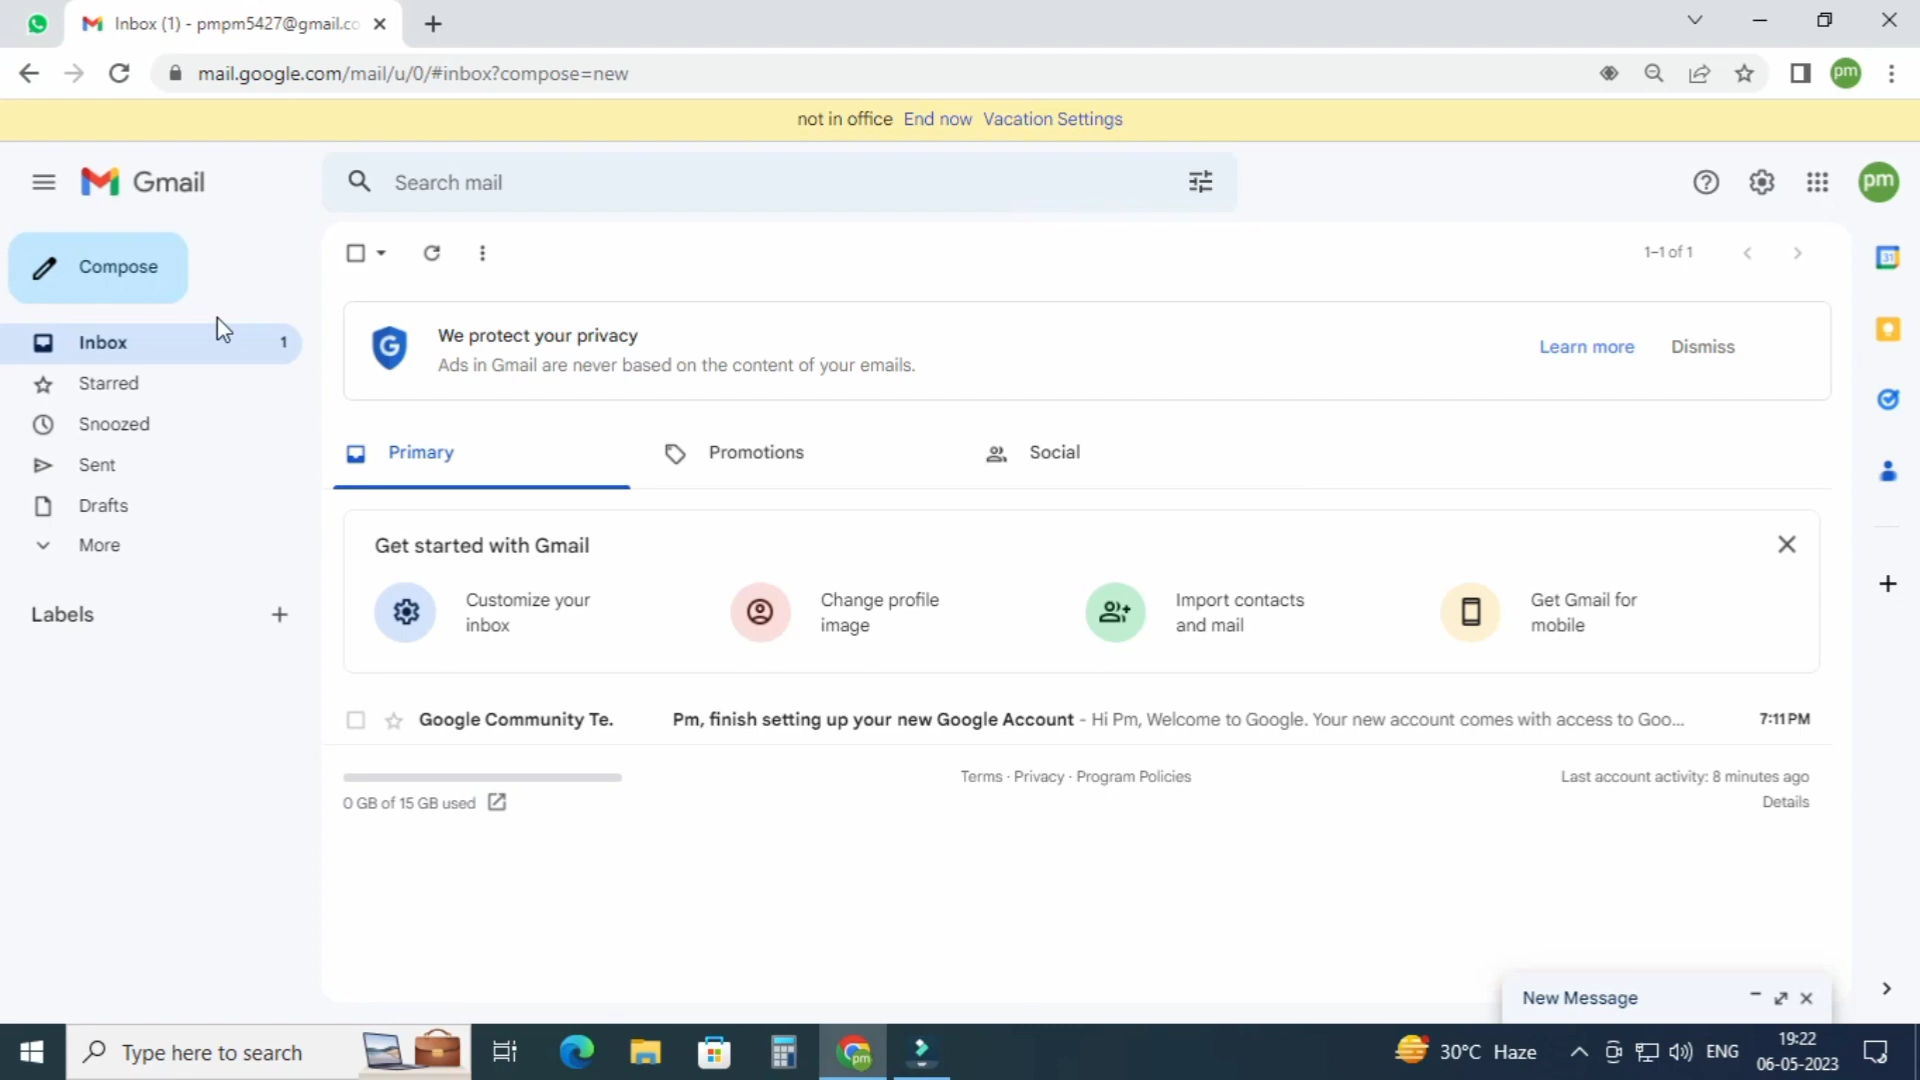 Inbox (1) - pmpm5427@gmail.co
mail.google.com/mail/u/0/#inbox?compose=new
pm
not in office End now Vacation Settings
Gmail
Search mail
pm
Compose
1-1 of 1
31
We protect your privacy
Ads in Gmail are never based on the content of your emails.
Learn more
Dismiss
Inbox 1
Starred
Snoozed
Sent
Drafts
More
Labels
Primary
Promotions
Social
Get started with Gmail
Customize your
inbox
Change profile
image
Import contacts
and mail
Get Gmail for
mobile
Google Community Te. Pm, finish setting up your new Google Account - Hi Pm, Welcome to Google. Your new account comes with access to Goo... 7:11 PM
0 GB of 15 GB used
Terms · Privacy · Program Policies
Last account activity: 8 minutes ago
Details
New Message
Type here to search
pm
30°C Haze
ENG
19:22
06-05-2023